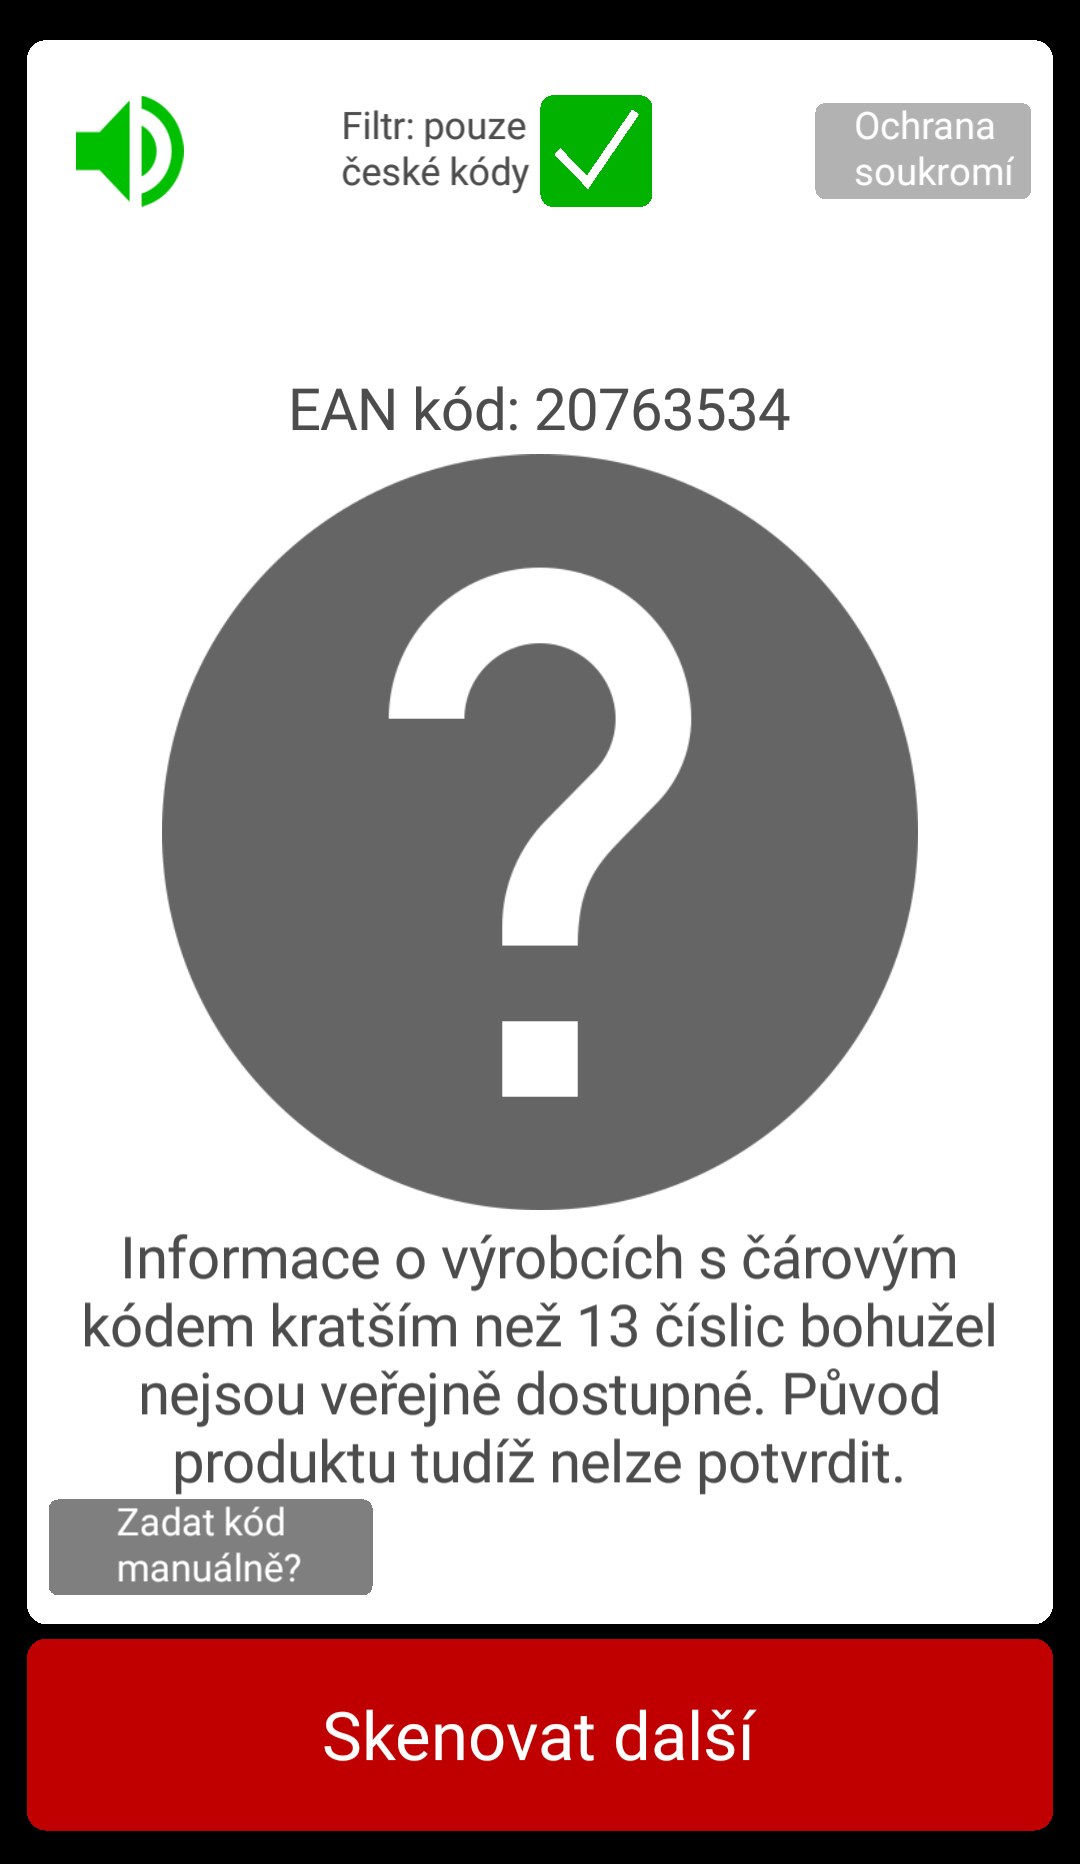 Filtr: pouze
české kódy
Ochrana
soukromí
EAN kód: 20763534
Informace o výrobcích s čárovým
kódem kratším než 13 číslic bohužel
nejsou veřejně dostupné. Původ
produktu tudíž nelze potvrdit.
Zadat kód
manuálně?
Skenovat další